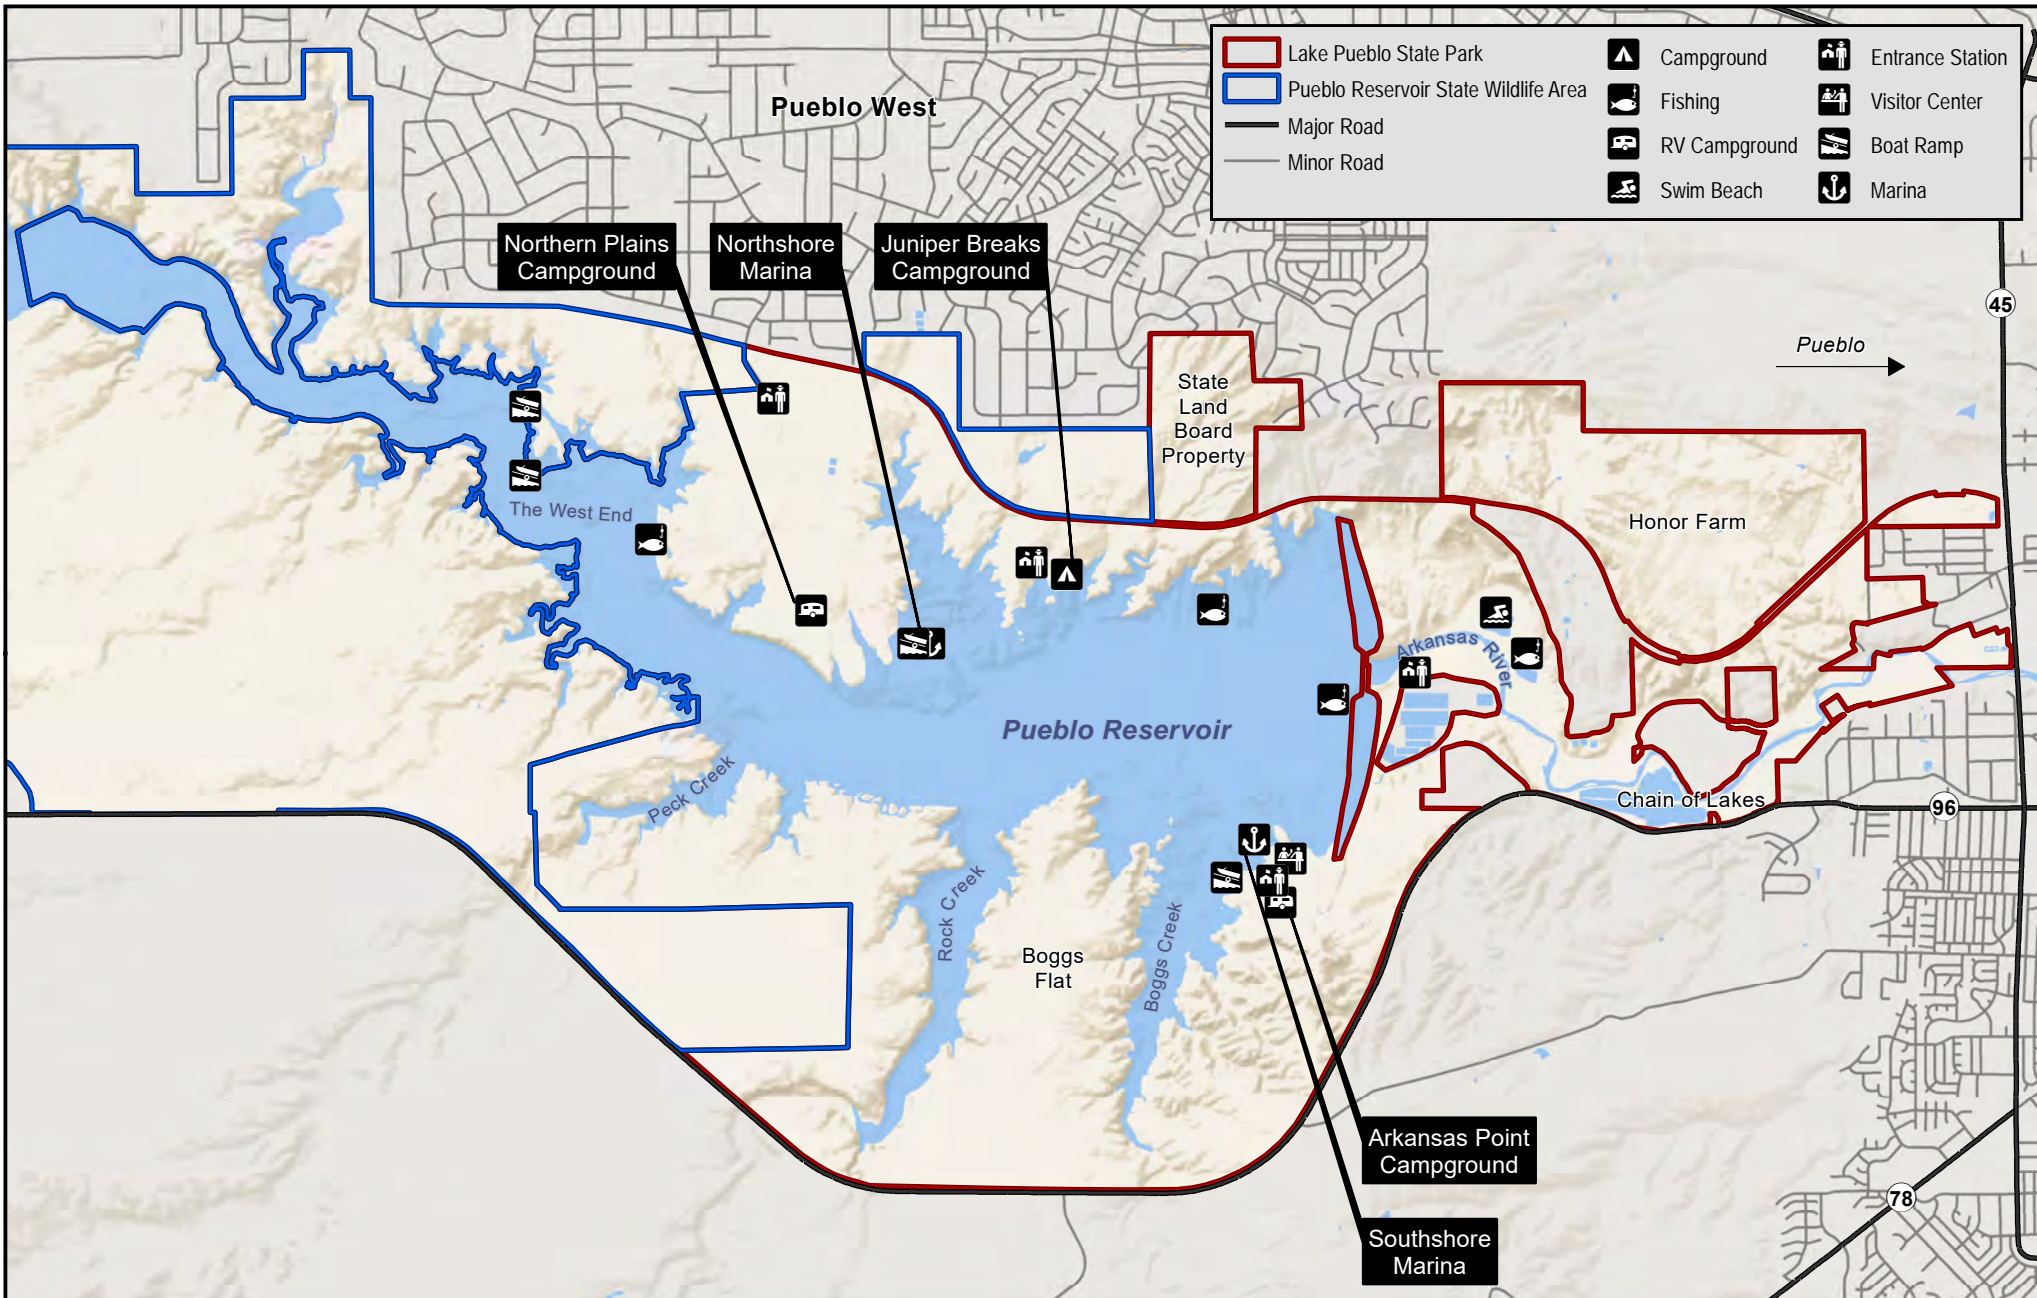 Lake Pueblo State Park
Pueblo Reservoir State Wildlife Area
Major Road
Minor Road
Campground
Fishing
RV Campground
Swim Beach
Entrance Station
Visitor Center
Boat Ramp
Marina
Pueblo West
Northern Plains
Campground
Northshore
Marina
Juniper Breaks
Campground
45
Pueblo
State
Land
Board
Property
Honor Farm
The West End
Arkansas River
Pueblo Reservoir
Peck Creek
Chain of Lakes
96
Rock Creek
Boggs
Flat
Boggs Creek
Arkansas Point
Campground
78
Southshore
Marina